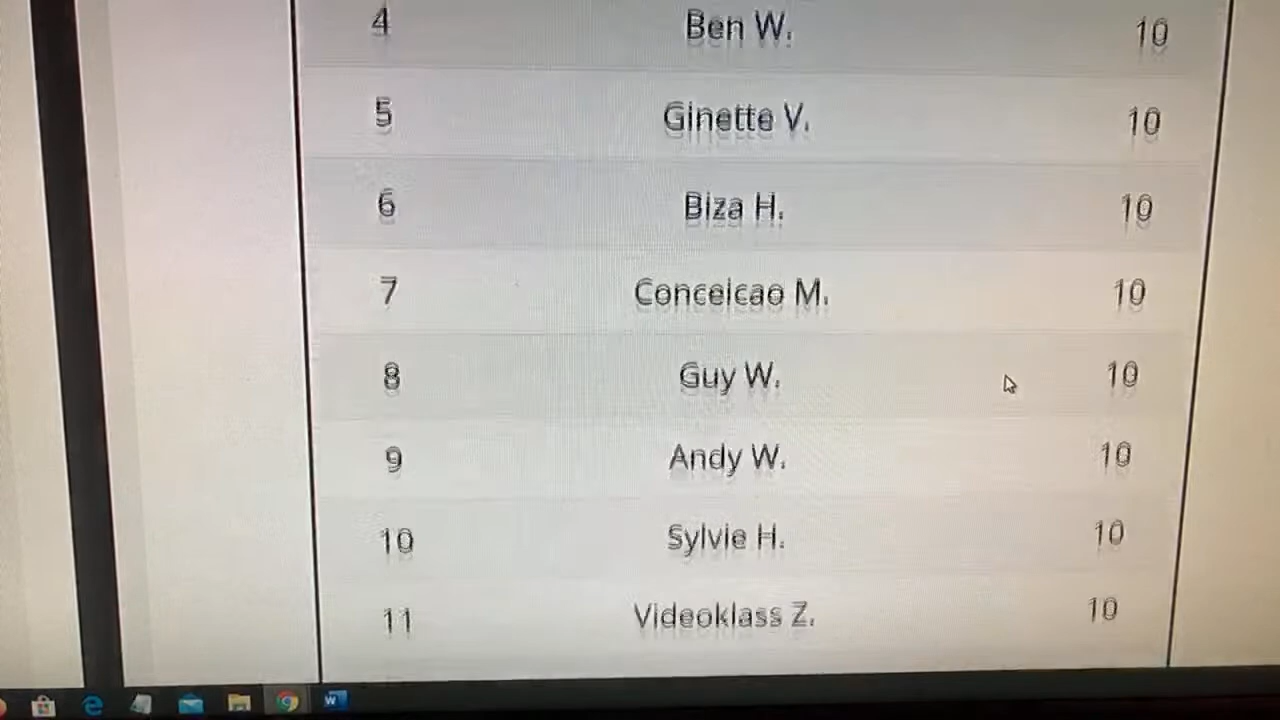 4 Ben W. 10
5 Ginette V. 10
6 Biza H. 10
7 Conceicao M. 10
8 Guy W. 10
9 Andy W. 10
10 Sylvie H. 10
11 Videoklass Z. 10